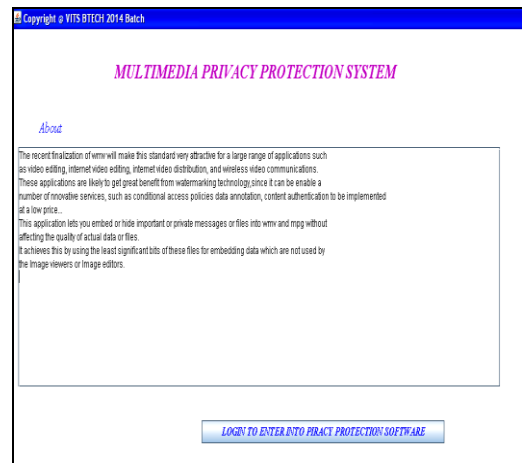 Copyright @ VITS BTECH 2014 Batch
MULTIMEDIA PRIVACY PROTECTION SYSTEM
About
The recent finalization of wmv will make this standard very attractive for a large range of applications such
as video editing, internet video editing, internet video distribution, and wireless video communications.
These applications are likely to get great benefit from watermarking technology,since it can be enable a
number of nnovative services, such as conditional access policies data annotation, content authentication to be implemented
at a low price...
This application lets you embed or hide important or private messages or files into wmv and mpg without
affecting the quality of actual data or files.
It achieves this by using the least significant bits of these files for embedding data which are not used by
the Image viewers or Image editors.
LOGIN TO ENTER INTO PIRACY PROTECTION SOFTWARE